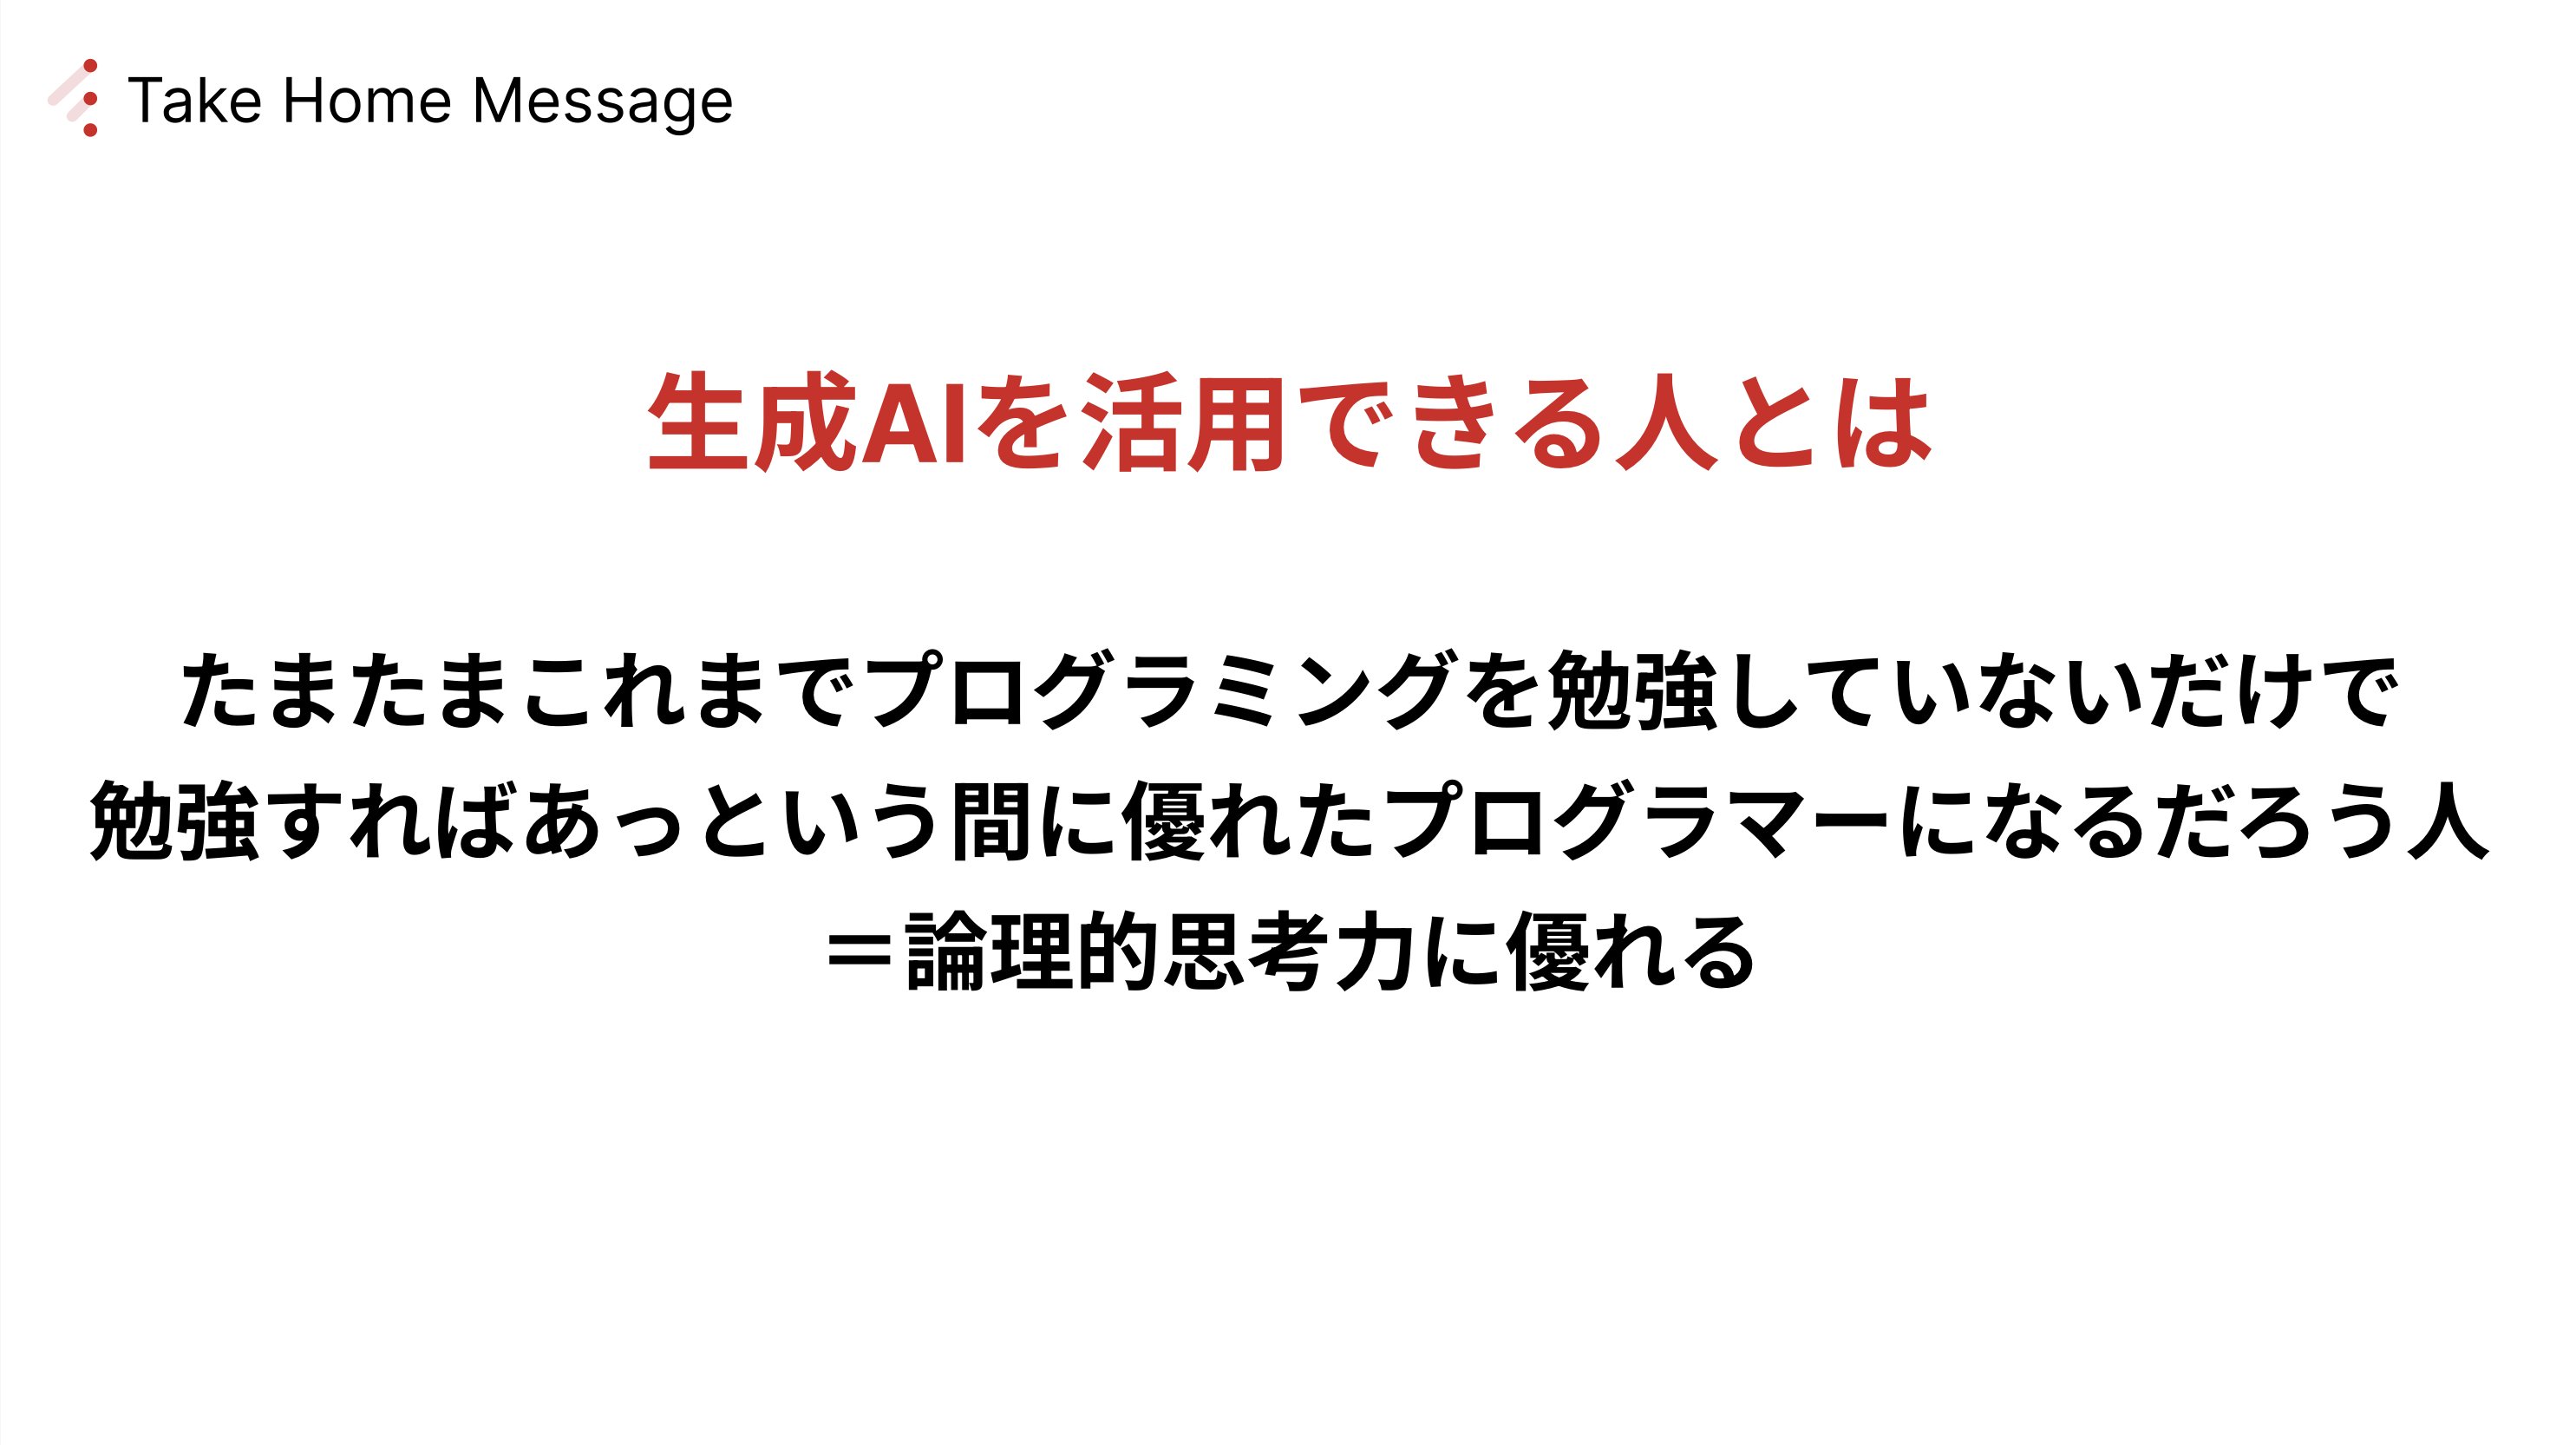 Take Home Message
生成AIを活用できる人とは
たまたまこれまでプログラミングを勉強していないだけで
勉強すればあっという間に優れたプログラマーになるだろう人
＝論理的思考力に優れる